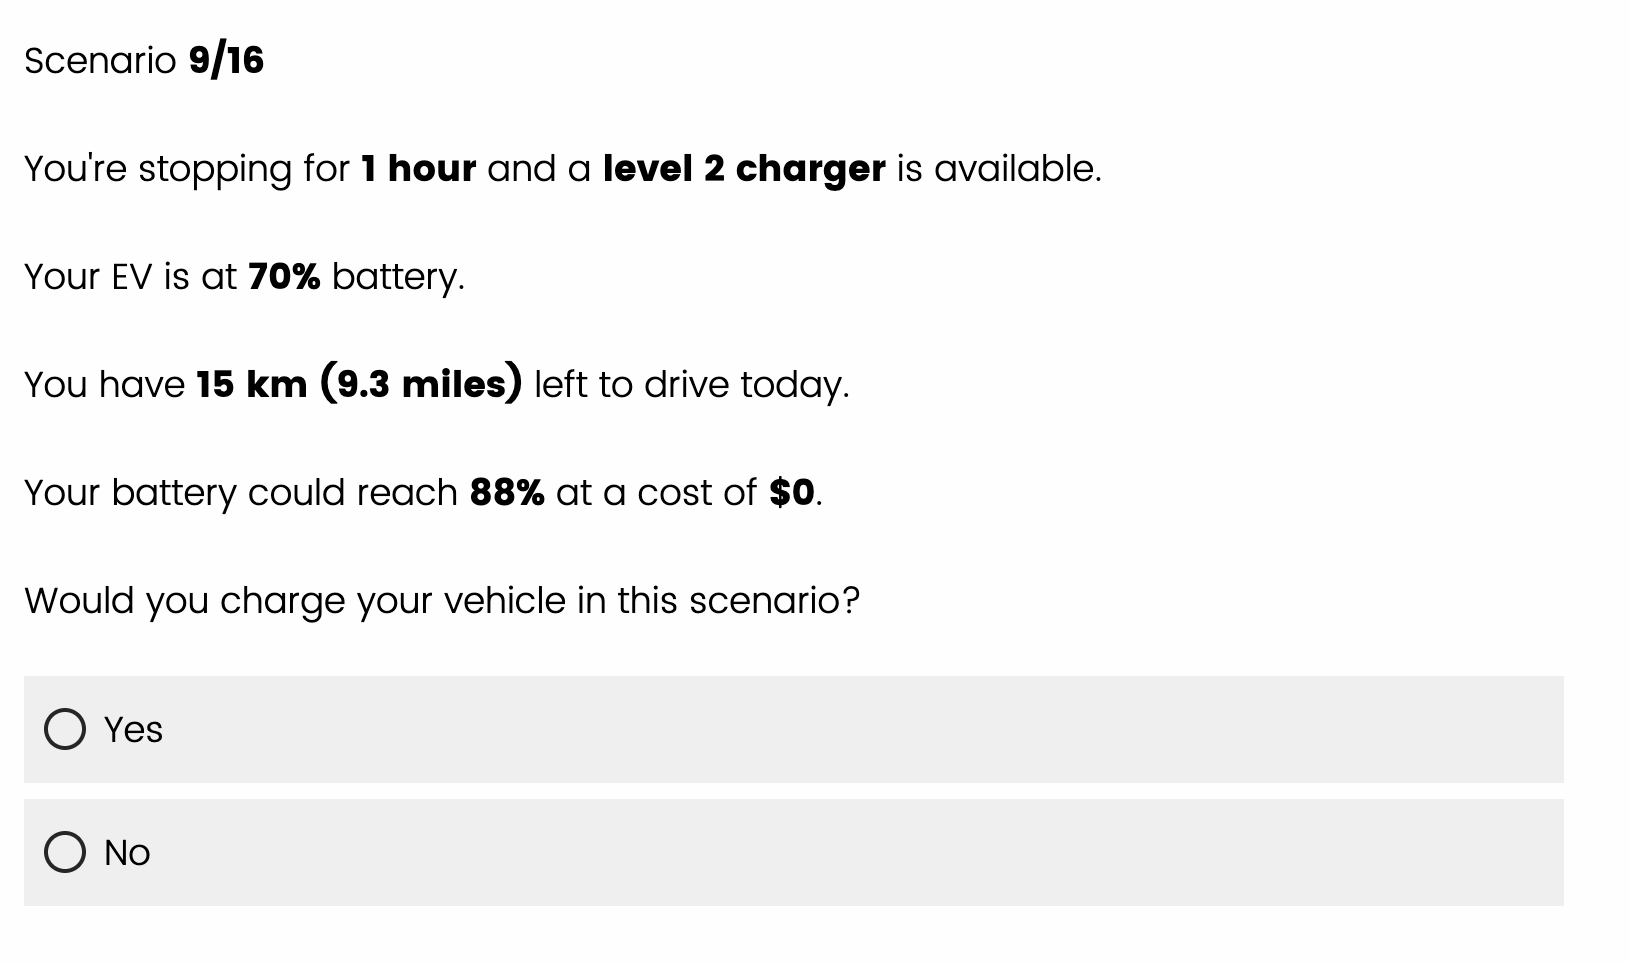 Scenario 9/16
You're stopping for 1 hour and a level 2 charger is available.
Your EV is at 70% battery.
You have 15 km (9.3 miles) left to drive today.
Your battery could reach 88% at a cost of $0.
Would you charge your vehicle in this scenario?
Yes
No